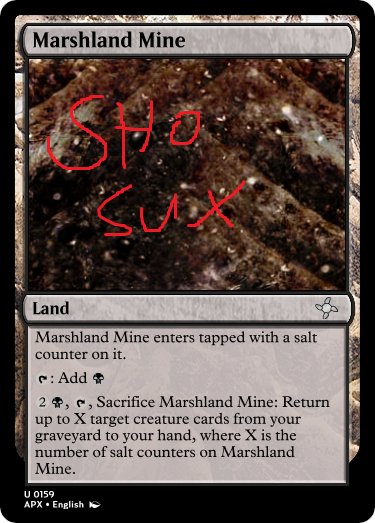 Marshland Mine
SHO
SUX
Land
Marshland Mine enters tapped with a salt
counter on it.
: Add
2 , , Sacrifice Marshland Mine: Return
up to X target creature cards from your
graveyard to your hand, where X is the
number of salt counters on Marshland
Mine.
U 0159
APX • English